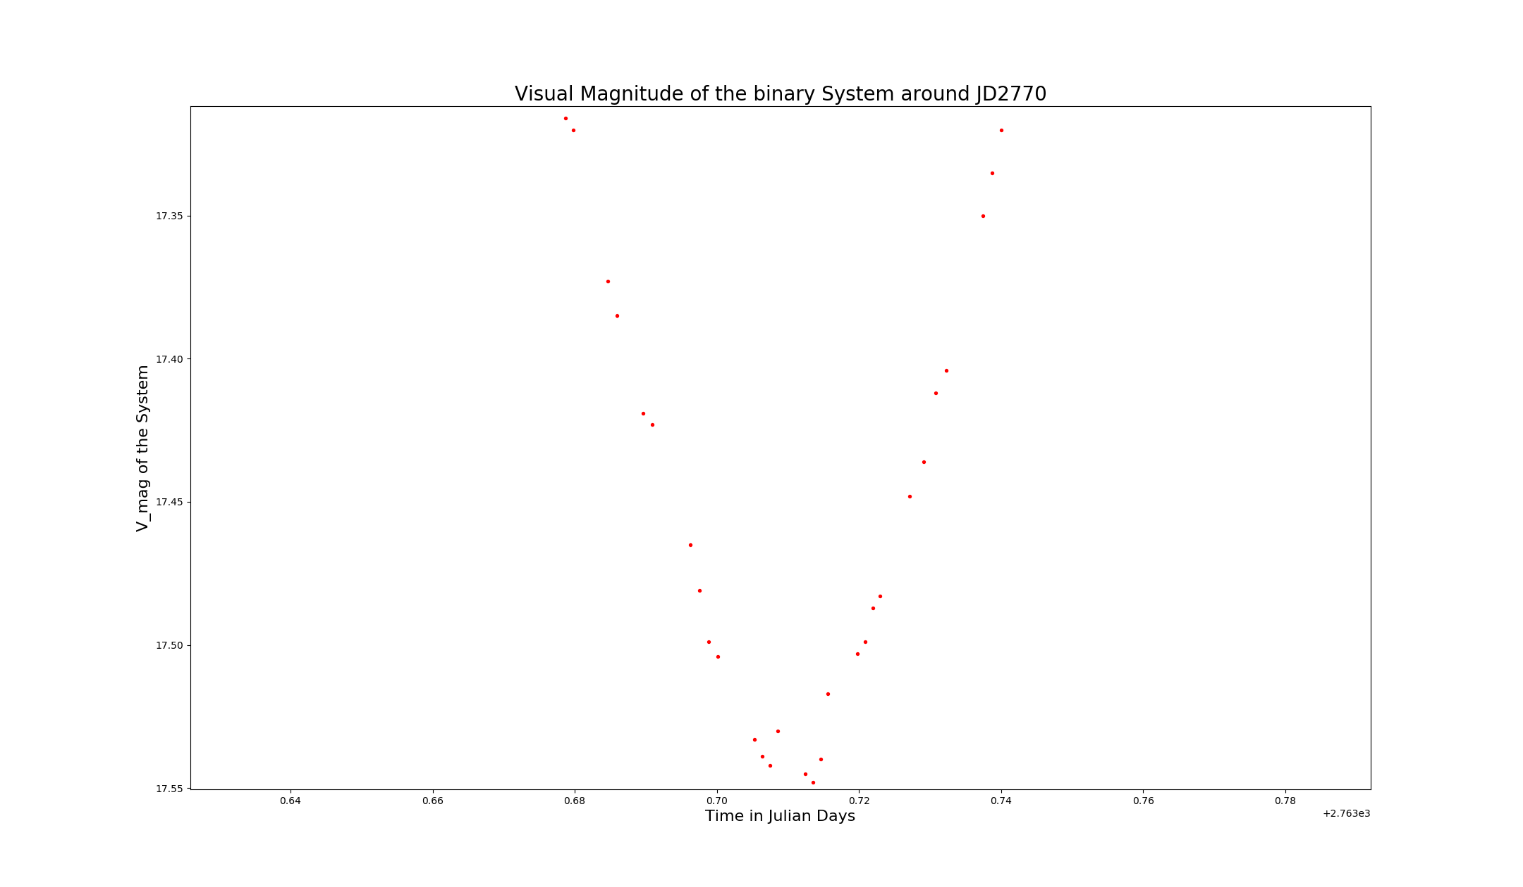 Visual Magnitude of the binary System around JD2770
V_mag of the System
17.35
17.40
17.45
17.50
17.55
0.64 0.66 0.68 0.70 0.72 0.74 0.76 0.78
Time in Julian Days
+2.763e3